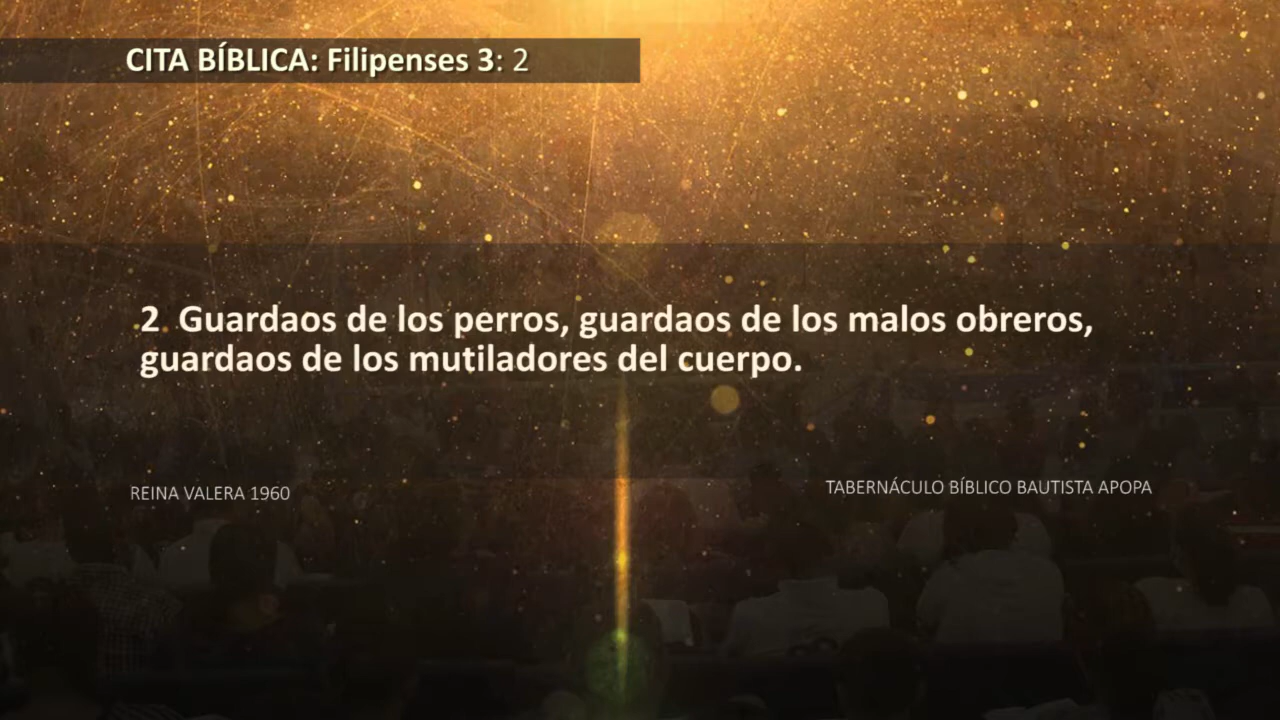 CITA BÍBLICA: Filipenses 3: 2
2. Guardaos de los perros, guardaos de los malos obreros,
guardaos de los mutiladores del cuerpo.
REINA VALERA 1960
TABERNÁCULO BÍBLICO BAUTISTA APOPA